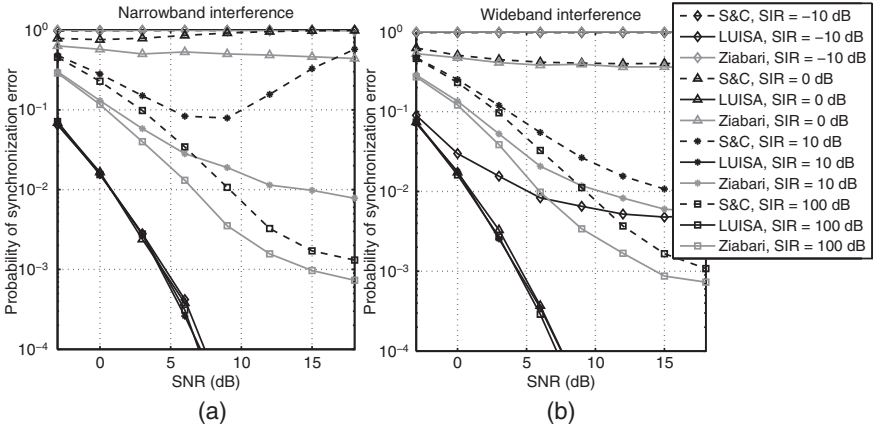 Narrowband interference
Probability of synchronization error
10⁰
10⁻¹
10⁻²
10⁻³
10⁻⁴
0
5
10
15
SNR (dB)
(a)
Wideband interference
Probability of synchronization error
10⁰
10⁻¹
10⁻²
10⁻³
10⁻⁴
0
5
10
15
SNR (dB)
(b)
S&C, SIR = −10 dB
LUISA, SIR = −10 dB
Ziabari, SIR = −10 dB
S&C, SIR = 0 dB
LUISA, SIR = 0 dB
Ziabari, SIR = 0 dB
S&C, SIR = 10 dB
LUISA, SIR = 10 dB
Ziabari, SIR = 10 dB
S&C, SIR = 100 dB
LUISA, SIR = 100 dB
Ziabari, SIR = 100 dB